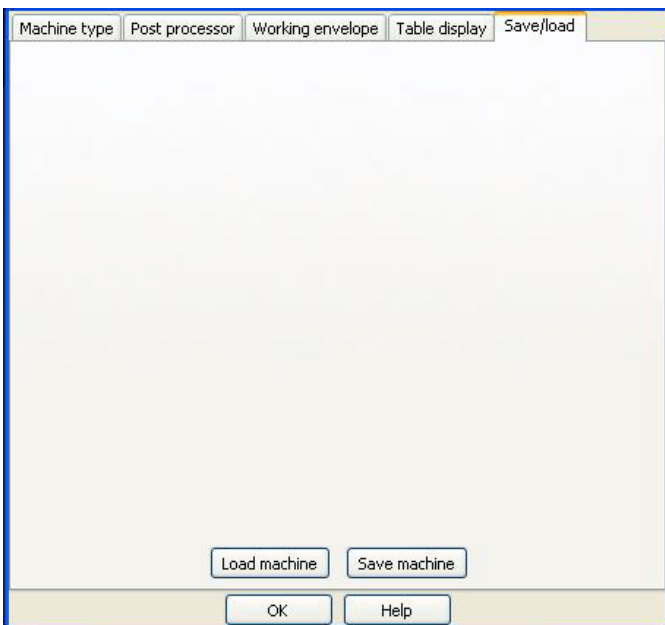 Machine type Post processor Working envelope Table display Save/load
Load machine Save machine
OK Help